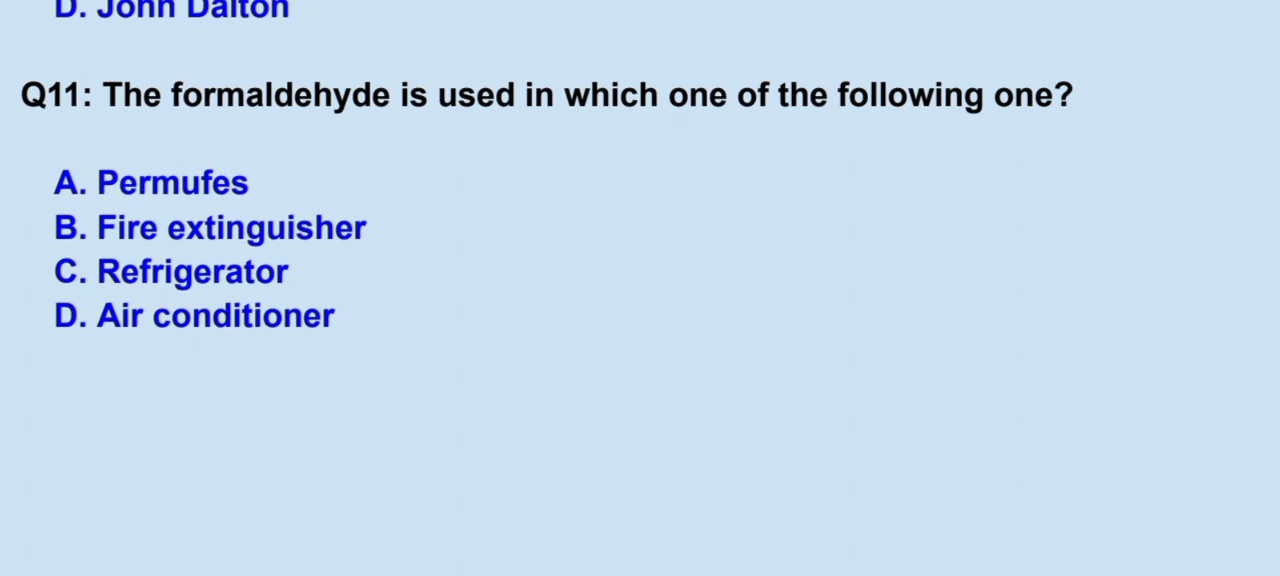 D. John Dalton
Q11: The formaldehyde is used in which one of the following one?
A. Permufes
B. Fire extinguisher
C. Refrigerator
D. Air conditioner